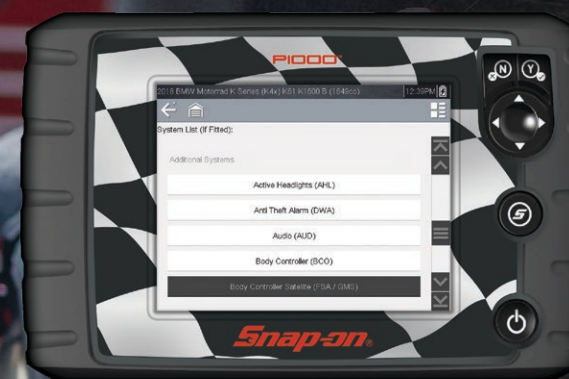 P1000
2018 BMW Motorrad K Series (K4x) K61 K1600 B (1649cc)
12:39PM
N Y
System List (If Fitted):
Additional Systems
Active Headlights (AHL)
Anti Theft Alarm (DWA)
Audio (AUD)
Body Controller (BCO)
Body Controller Satellite (FSA / GMS)
S
Snap-on®